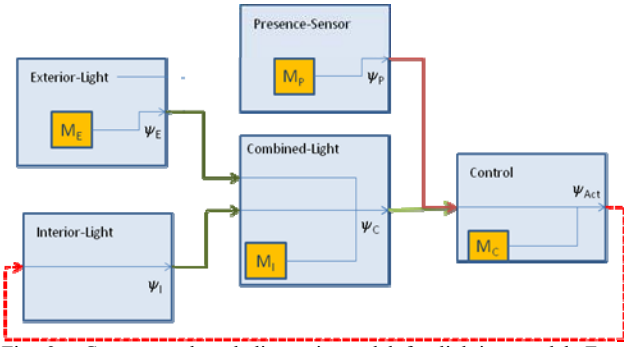 Presence-Sensor
M_P
ψ_P
Exterior-Light
M_E
ψ_E
Combined-Light
M_I
ψ_C
Control
ψ_Act
M_C
Interior-Light
ψ_I